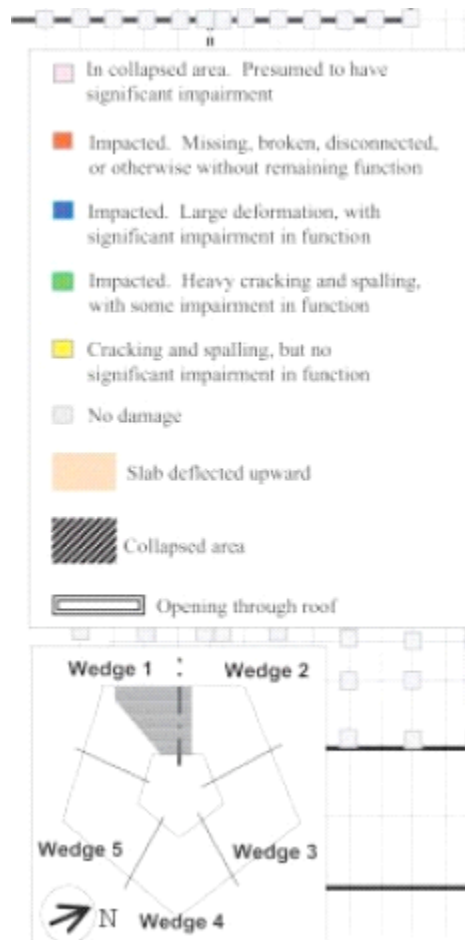 In collapsed area. Presumed to have
significant impairment
Impacted. Missing, broken, disconnected,
or otherwise without remaining function
Impacted. Large deformation, with
significant impairment in function
Impacted. Heavy cracking and spalling,
with some impairment in function
Cracking and spalling, but no
significant impairment in function
No damage
Slab deflected upward
Collapsed area
Opening through roof
Wedge 1
Wedge 2
Wedge 5
Wedge 3
N
Wedge 4